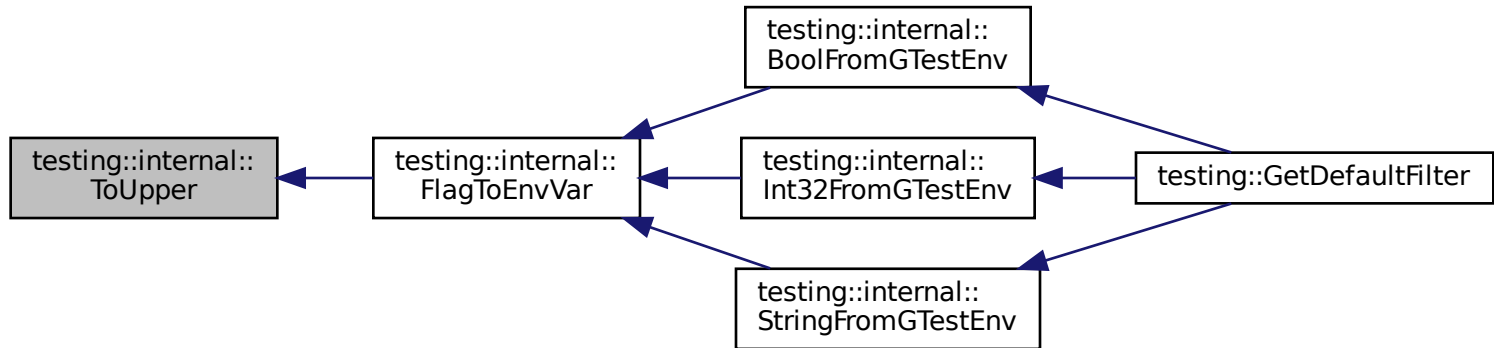 testing::internal::
ToUpper
testing::internal::
FlagToEnvVar
testing::internal::
BoolFromGTestEnv
testing::internal::
Int32FromGTestEnv
testing::internal::
StringFromGTestEnv
testing::GetDefaultFilter